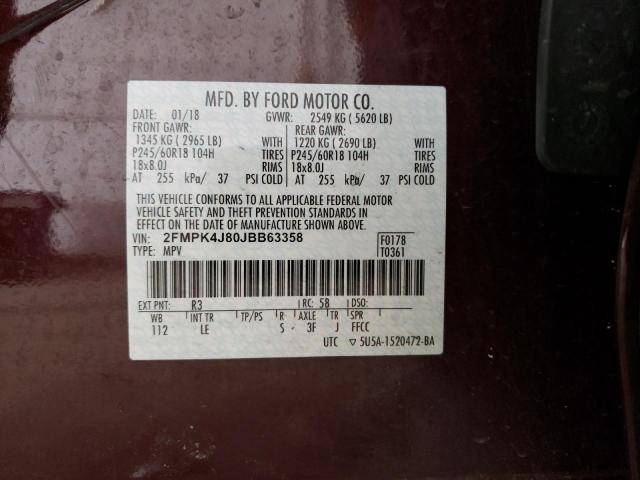 MFD. BY FORD MOTOR CO.
DATE: 01/18 GVWR: 2549 KG ( 5620 LB)
FRONT GAWR: REAR GAWR:
1345 KG ( 2965 LB) 1220 KG ( 2690 LB)
P245/60R18 104H TIRES P245/60R18 104H TIRES
18x8.0J RIMS 18x8.0J RIMS
AT 255 kPa/ 37 PSI COLD AT 255 kPa/ 37 PSI COLD
THIS VEHICLE CONFORMS TO ALL APPLICABLE FEDERAL MOTOR
VEHICLE SAFETY AND THEFT PREVENTION STANDARDS IN
EFFECT ON THE DATE OF MANUFACTURE SHOWN ABOVE.
VIN: 2FMPK4J80JBB63358 F0178
TYPE: MPV T0361
EXT PNT: R3 RC: 58 DSO:
WB INT TR TP/PS R AXLE TR SPR
112 LE S 3F J FFCC
UTC 5U5A-1520472-BA